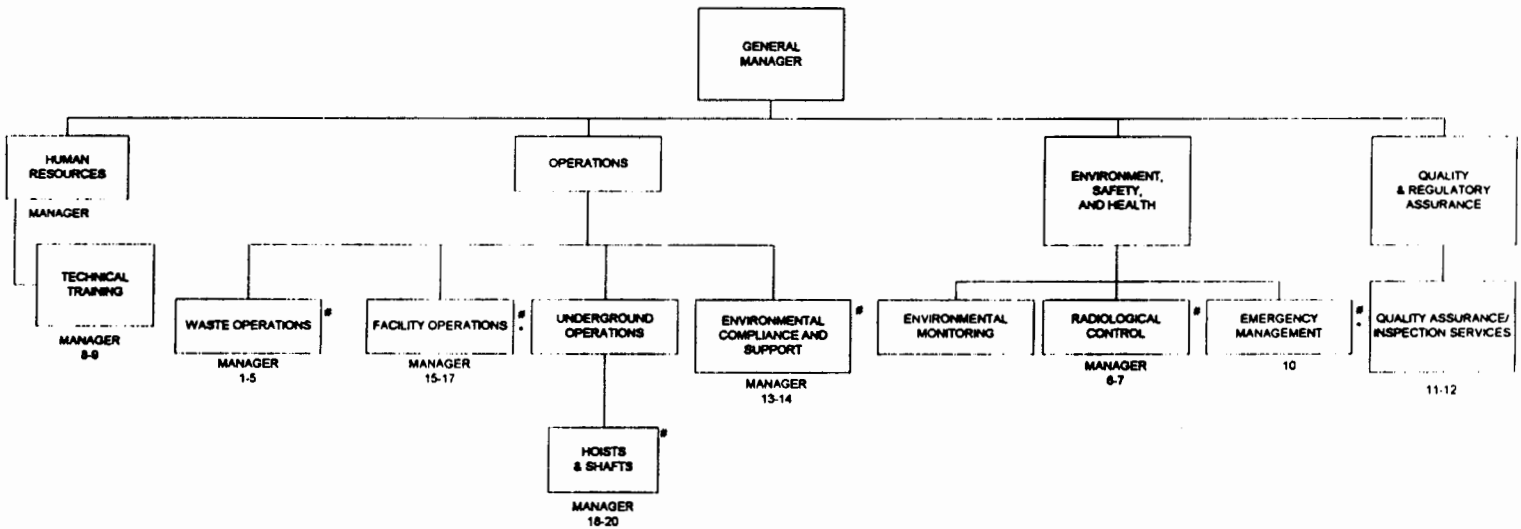 GENERAL
MANAGER
HUMAN
RESOURCES
MANAGER
OPERATIONS
ENVIRONMENT,
SAFETY,
AND HEALTH
QUALITY
& REGULATORY
ASSURANCE
TECHNICAL
TRAINING
MANAGER
8-9
WASTE OPERATIONS
#
MANAGER
1-5
FACILITY OPERATIONS
#
*
MANAGER
15-17
UNDERGROUND
OPERATIONS
ENVIRONMENTAL
COMPLIANCE AND
SUPPORT
#
MANAGER
13-14
ENVIRONMENTAL
MONITORING
RADIOLOGICAL
CONTROL
#
MANAGER
6-7
EMERGENCY
MANAGEMENT
#
*
10
QUALITY ASSURANCE/
INSPECTION SERVICES
11-12
HOISTS
& SHAFTS
#
MANAGER
18-20